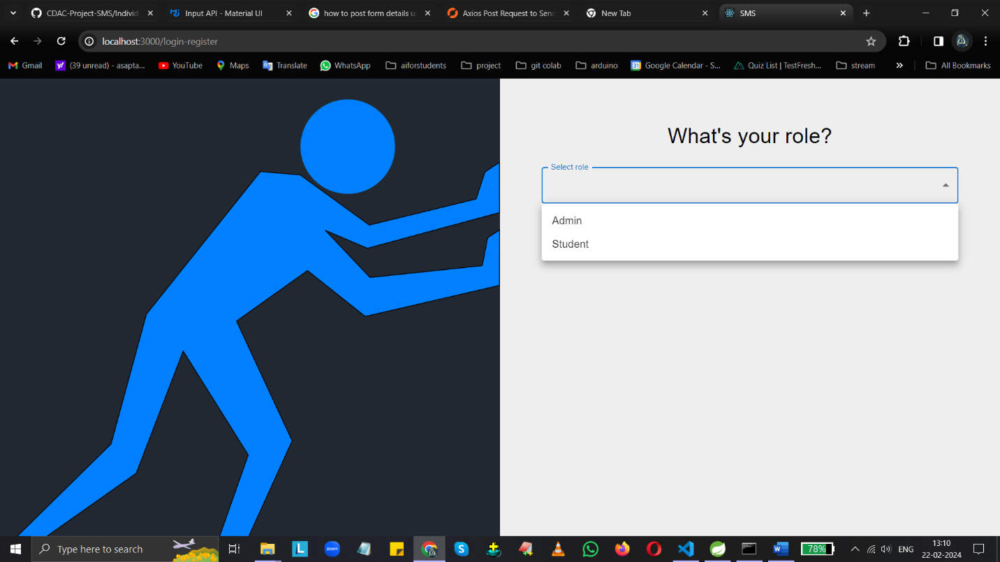 CDAC-Project-SMS/Individ
Input API - Material UI
how to post form details u
Axios Post Request to Send
New Tab
SMS
localhost:3000/login-register
Gmail
(39 unread) - asapta...
YouTube
Maps
Translate
WhatsApp
aiforstudents
project
git colab
arduino
31
Google Calendar - S...
Quiz List | TestFresh...
stream
»
All Bookmarks
What's your role?
Select role
Admin
Student
Type here to search
L
zoom
S
W
78%
ENG
13:10
22-02-2024